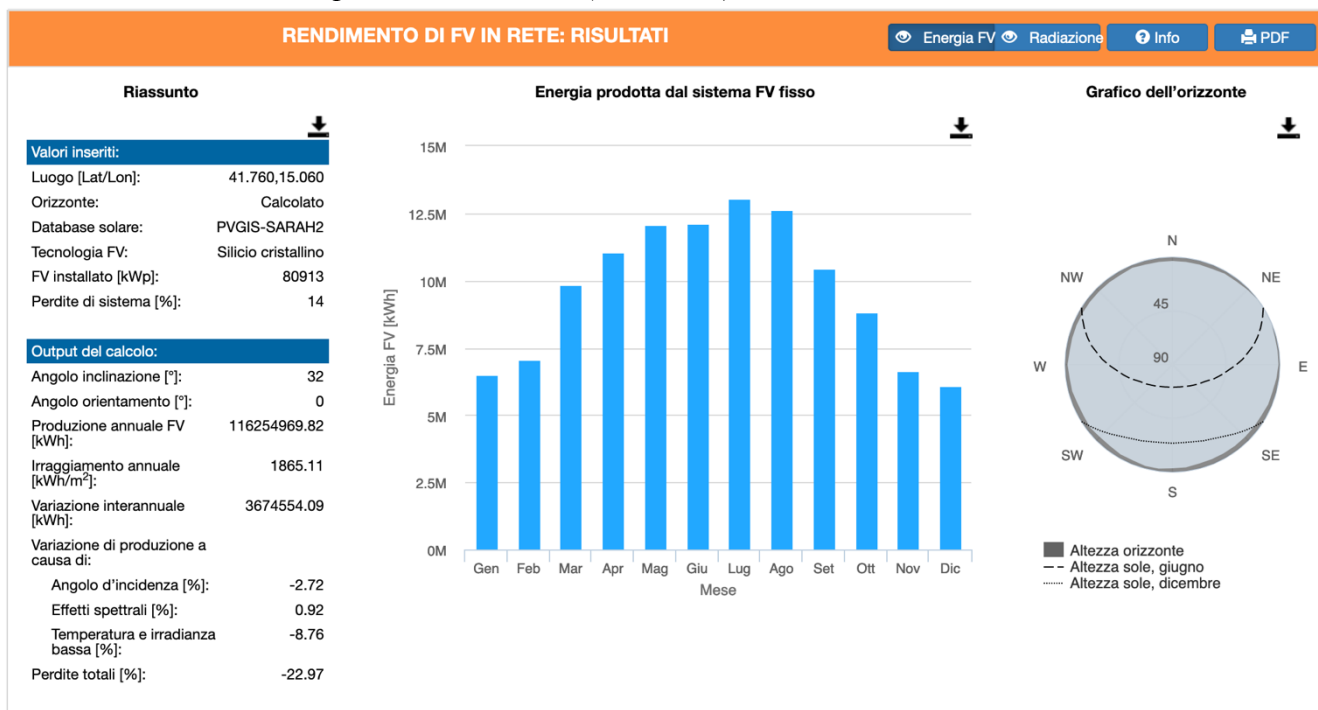 RENDIMENTO DI FV IN RETE: RISULTATI
Energia FV
Radiazione
Info
PDF
Riassunto
Valori inseriti:
Luogo [Lat/Lon]: 41.760,15.060
Orizzonte: Calcolato
Database solare: PVGIS-SARAH2
Tecnologia FV: Silicio cristallino
FV installato [kWp]: 80913
Perdite di sistema [%]: 14
Output del calcolo:
Angolo inclinazione [°]: 32
Angolo orientamento [°]: 0
Produzione annuale FV 116254969.82
[kWh]:
Irraggiamento annuale 1865.11
[kWh/m²]:
Variazione interannuale 3674554.09
[kWh]:
Variazione di produzione a
causa di:
Angolo d'incidenza [%]: -2.72
Effetti spettrali [%]: 0.92
Temperatura e irradianza -8.76
bassa [%]:
Perdite totali [%]: -22.97
Energia prodotta dal sistema FV fisso
Energia FV [kWh]
15M
12.5M
10M
7.5M
5M
2.5M
0M
Gen Feb Mar Apr Mag Giu Lug Ago Set Ott Nov Dic
Mese
Grafico dell'orizzonte
N
NW NE
45
W 90 E
SW SE
S
Altezza orizzonte
Altezza sole, giugno
Altezza sole, dicembre